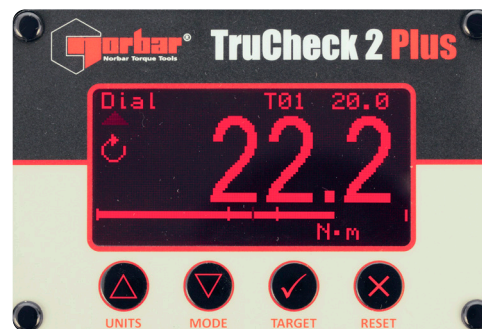 norbar® TruCheck 2 Plus
Norbar Torque Tools
Dial T01 20.0
22.2
N·m
UNITS MODE TARGET RESET